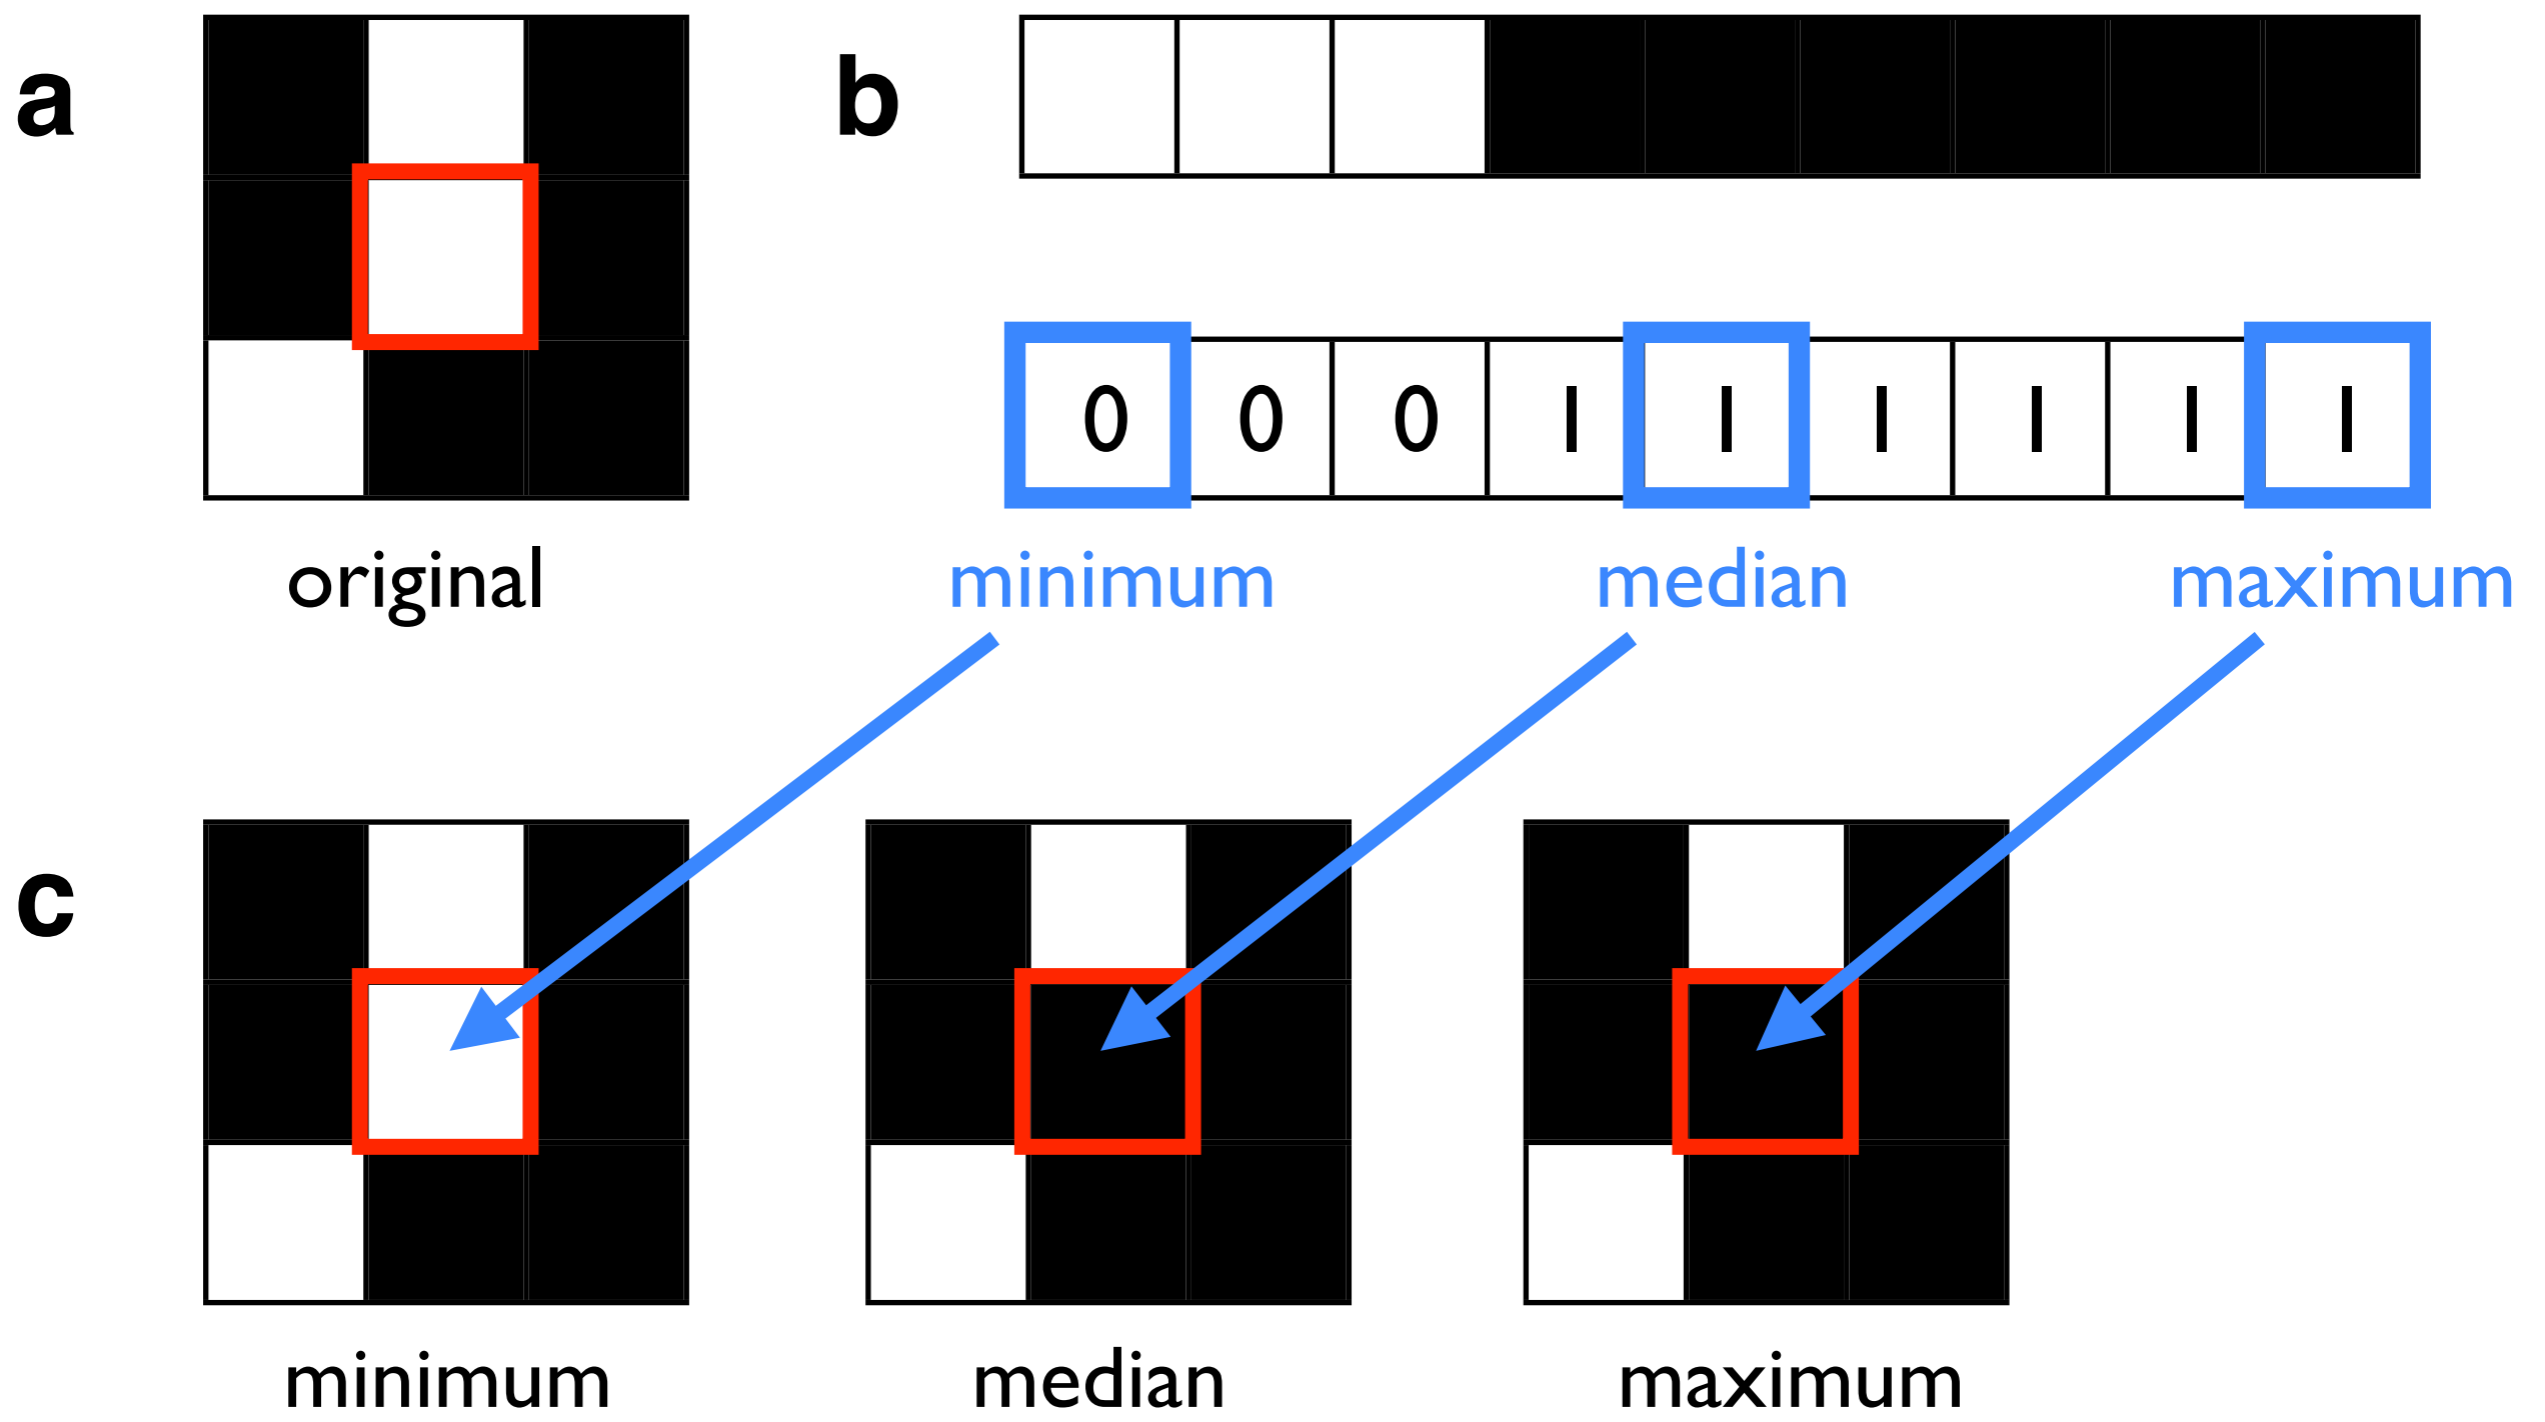 a
b
0 0 0 1 1 1 1 1 1
original
minimum median maximum
c
minimum median maximum